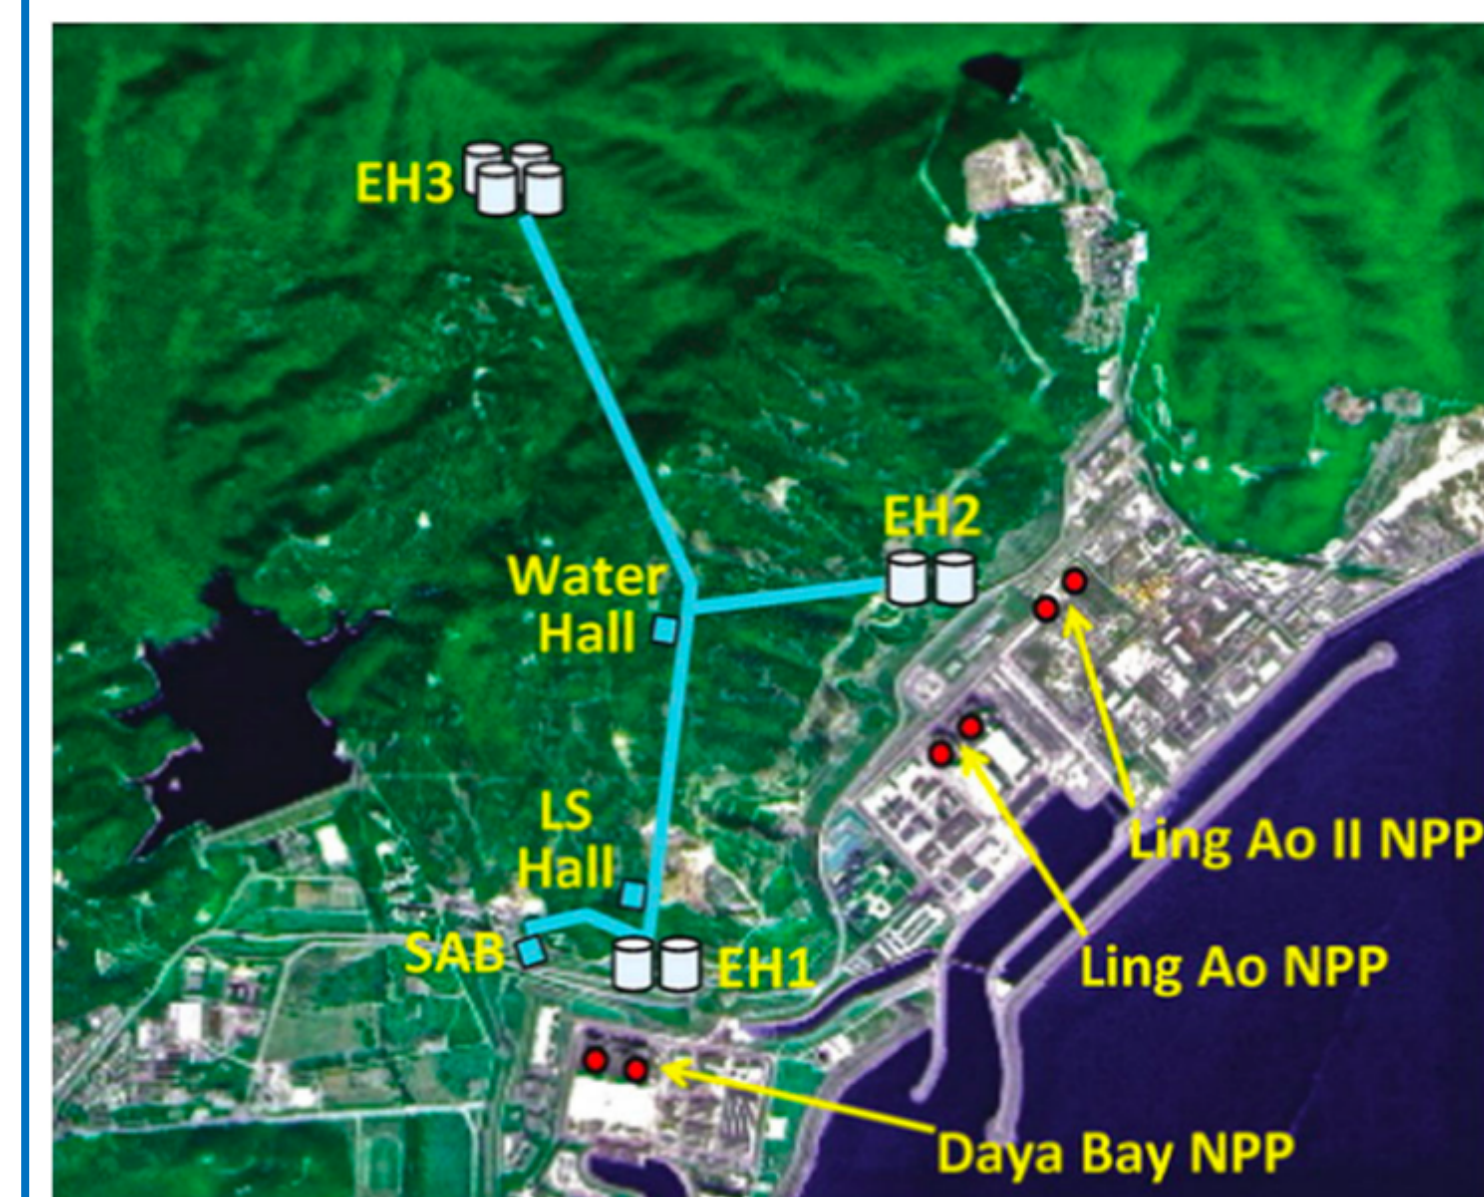 EH3
EH2
Water
Hall
LS
Hall
Ling Ao II NPP
SAB
EH1
Ling Ao NPP
Daya Bay NPP